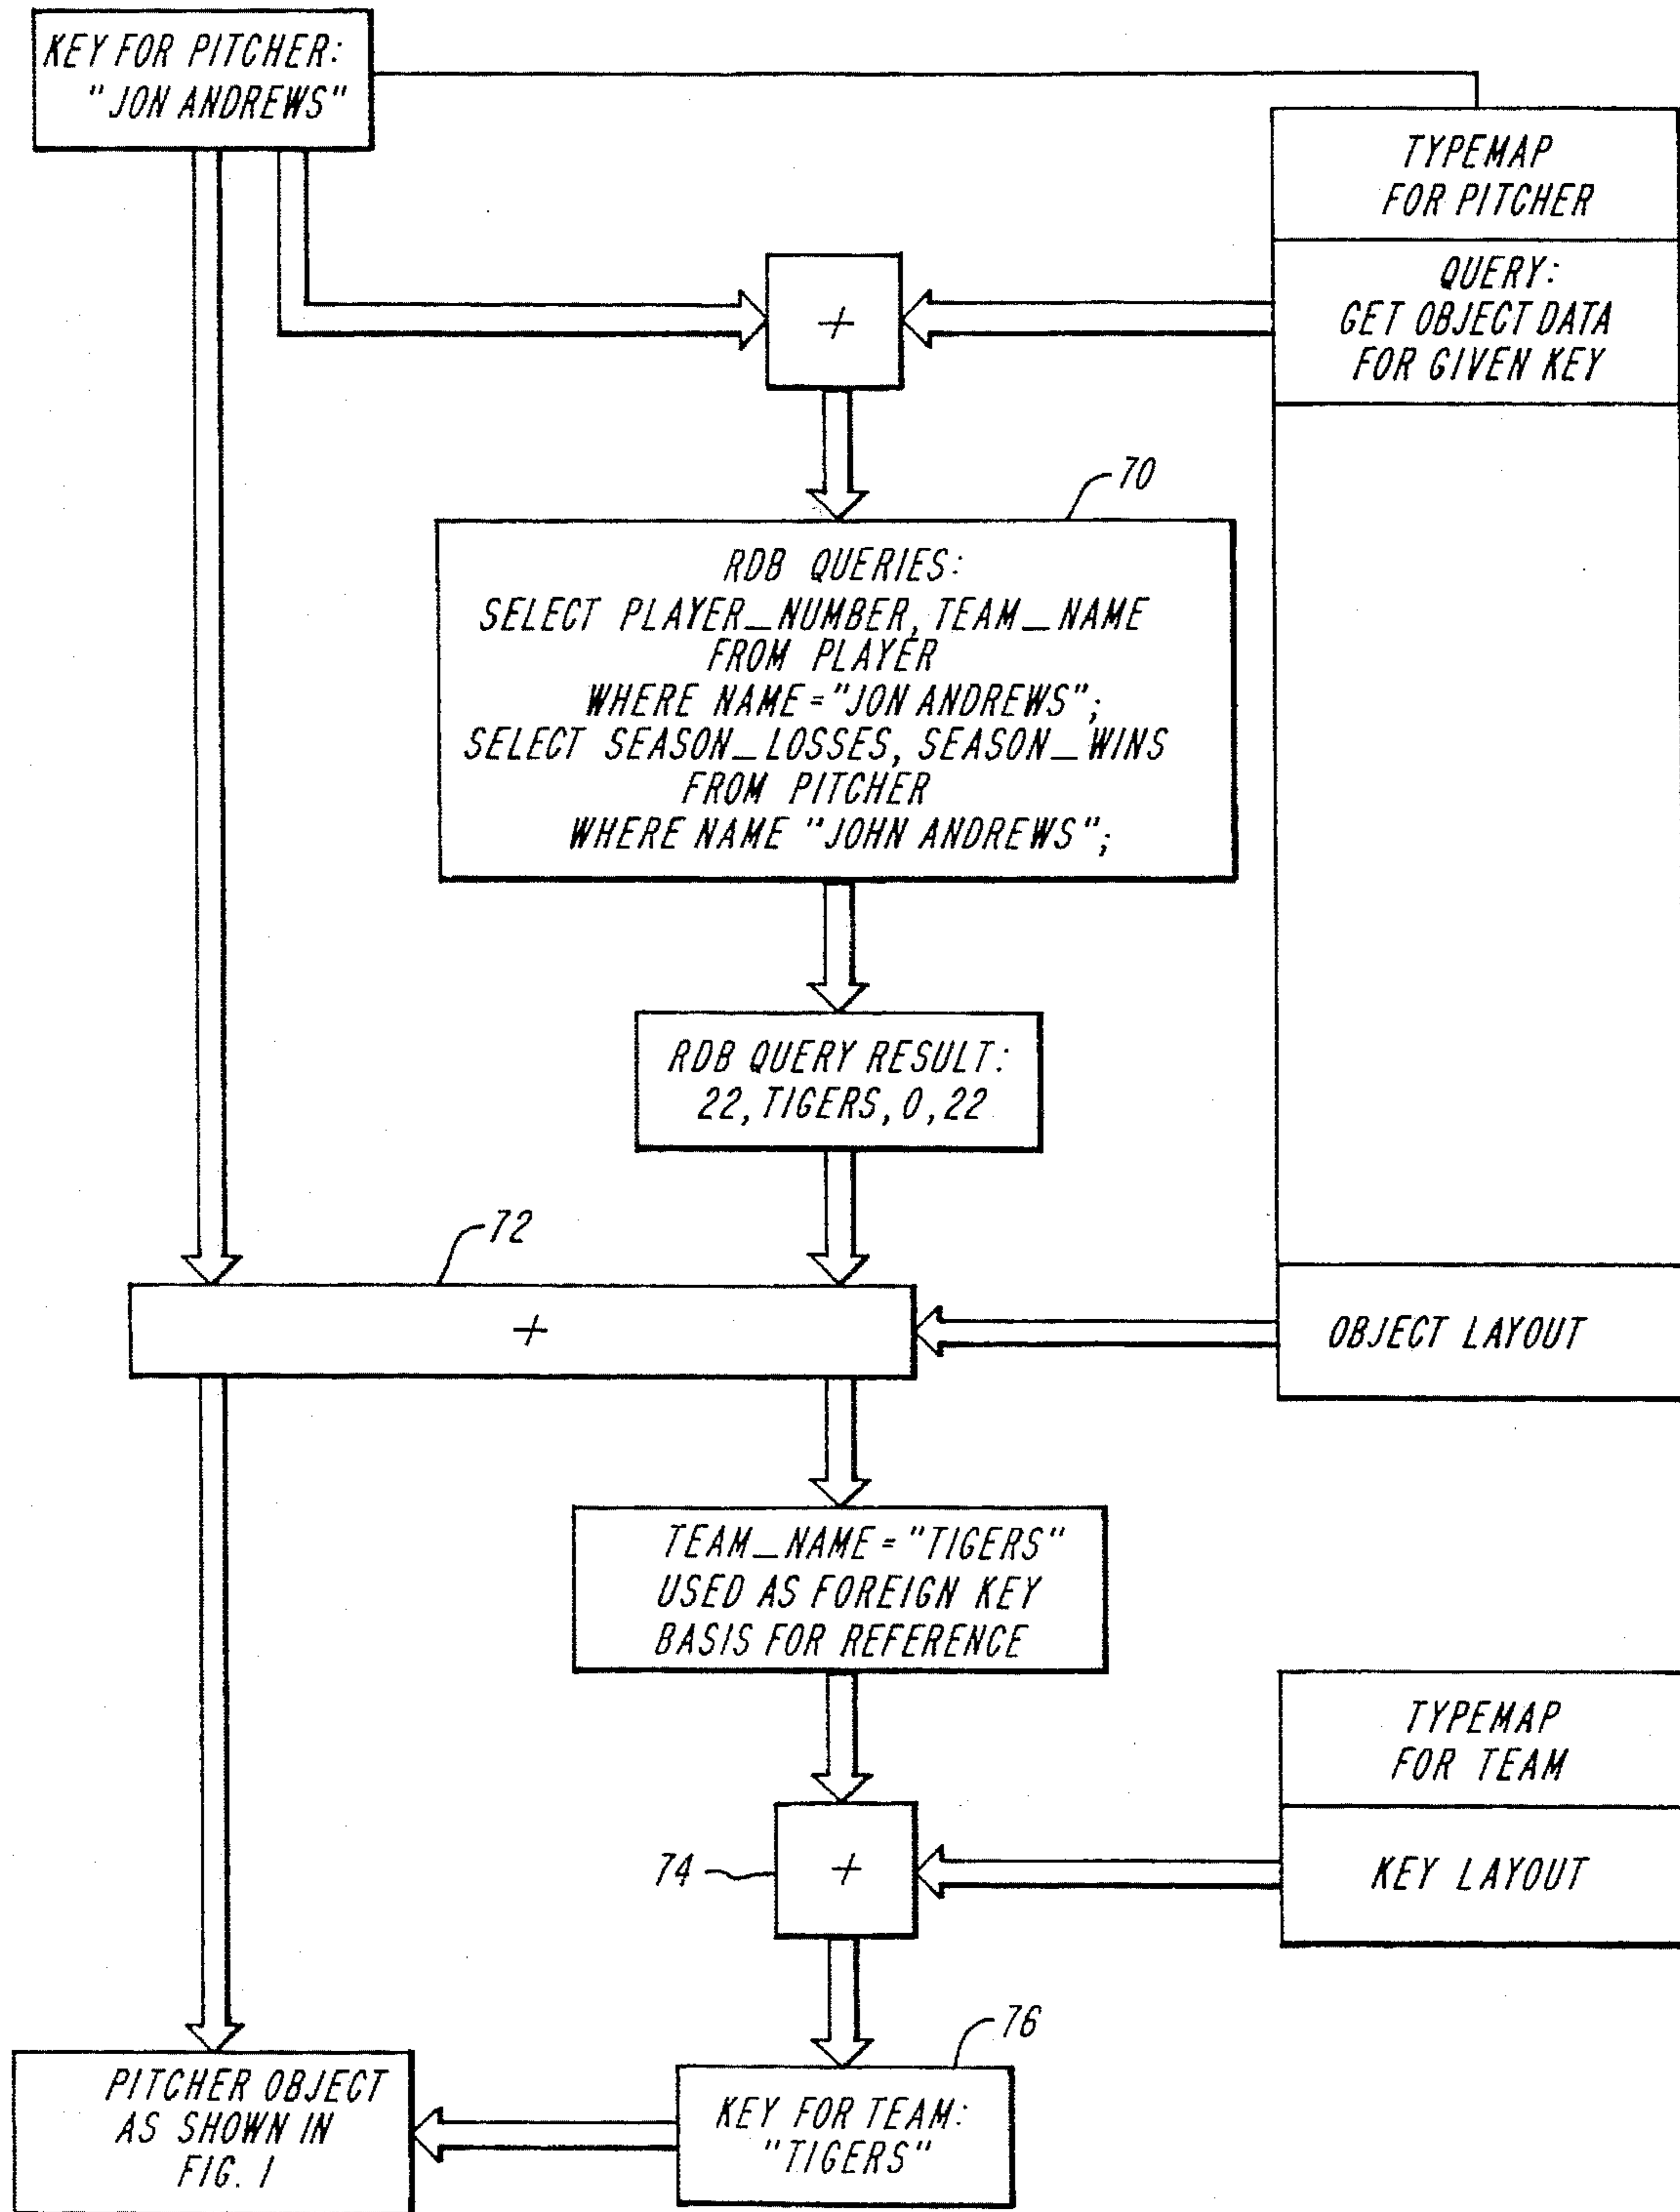 KEY FOR PITCHER:
"JON ANDREWS"
TYPEMAP
FOR PITCHER
QUERY:
GET OBJECT DATA
FOR GIVEN KEY
+
70
RDB QUERIES:
SELECT PLAYER_NUMBER, TEAM_NAME
FROM PLAYER
WHERE NAME="JON ANDREWS";
SELECT SEASON_LOSSES, SEASON_WINS
FROM PITCHER
WHERE NAME "JOHN ANDREWS";
RDB QUERY RESULT:
22, TIGERS, 0, 22
72
+
OBJECT LAYOUT
TEAM_NAME="TIGERS"
USED AS FOREIGN KEY
BASIS FOR REFERENCE
TYPEMAP
FOR TEAM
74
+
KEY LAYOUT
76
KEY FOR TEAM:
"TIGERS"
PITCHER OBJECT
AS SHOWN IN
FIG. 1